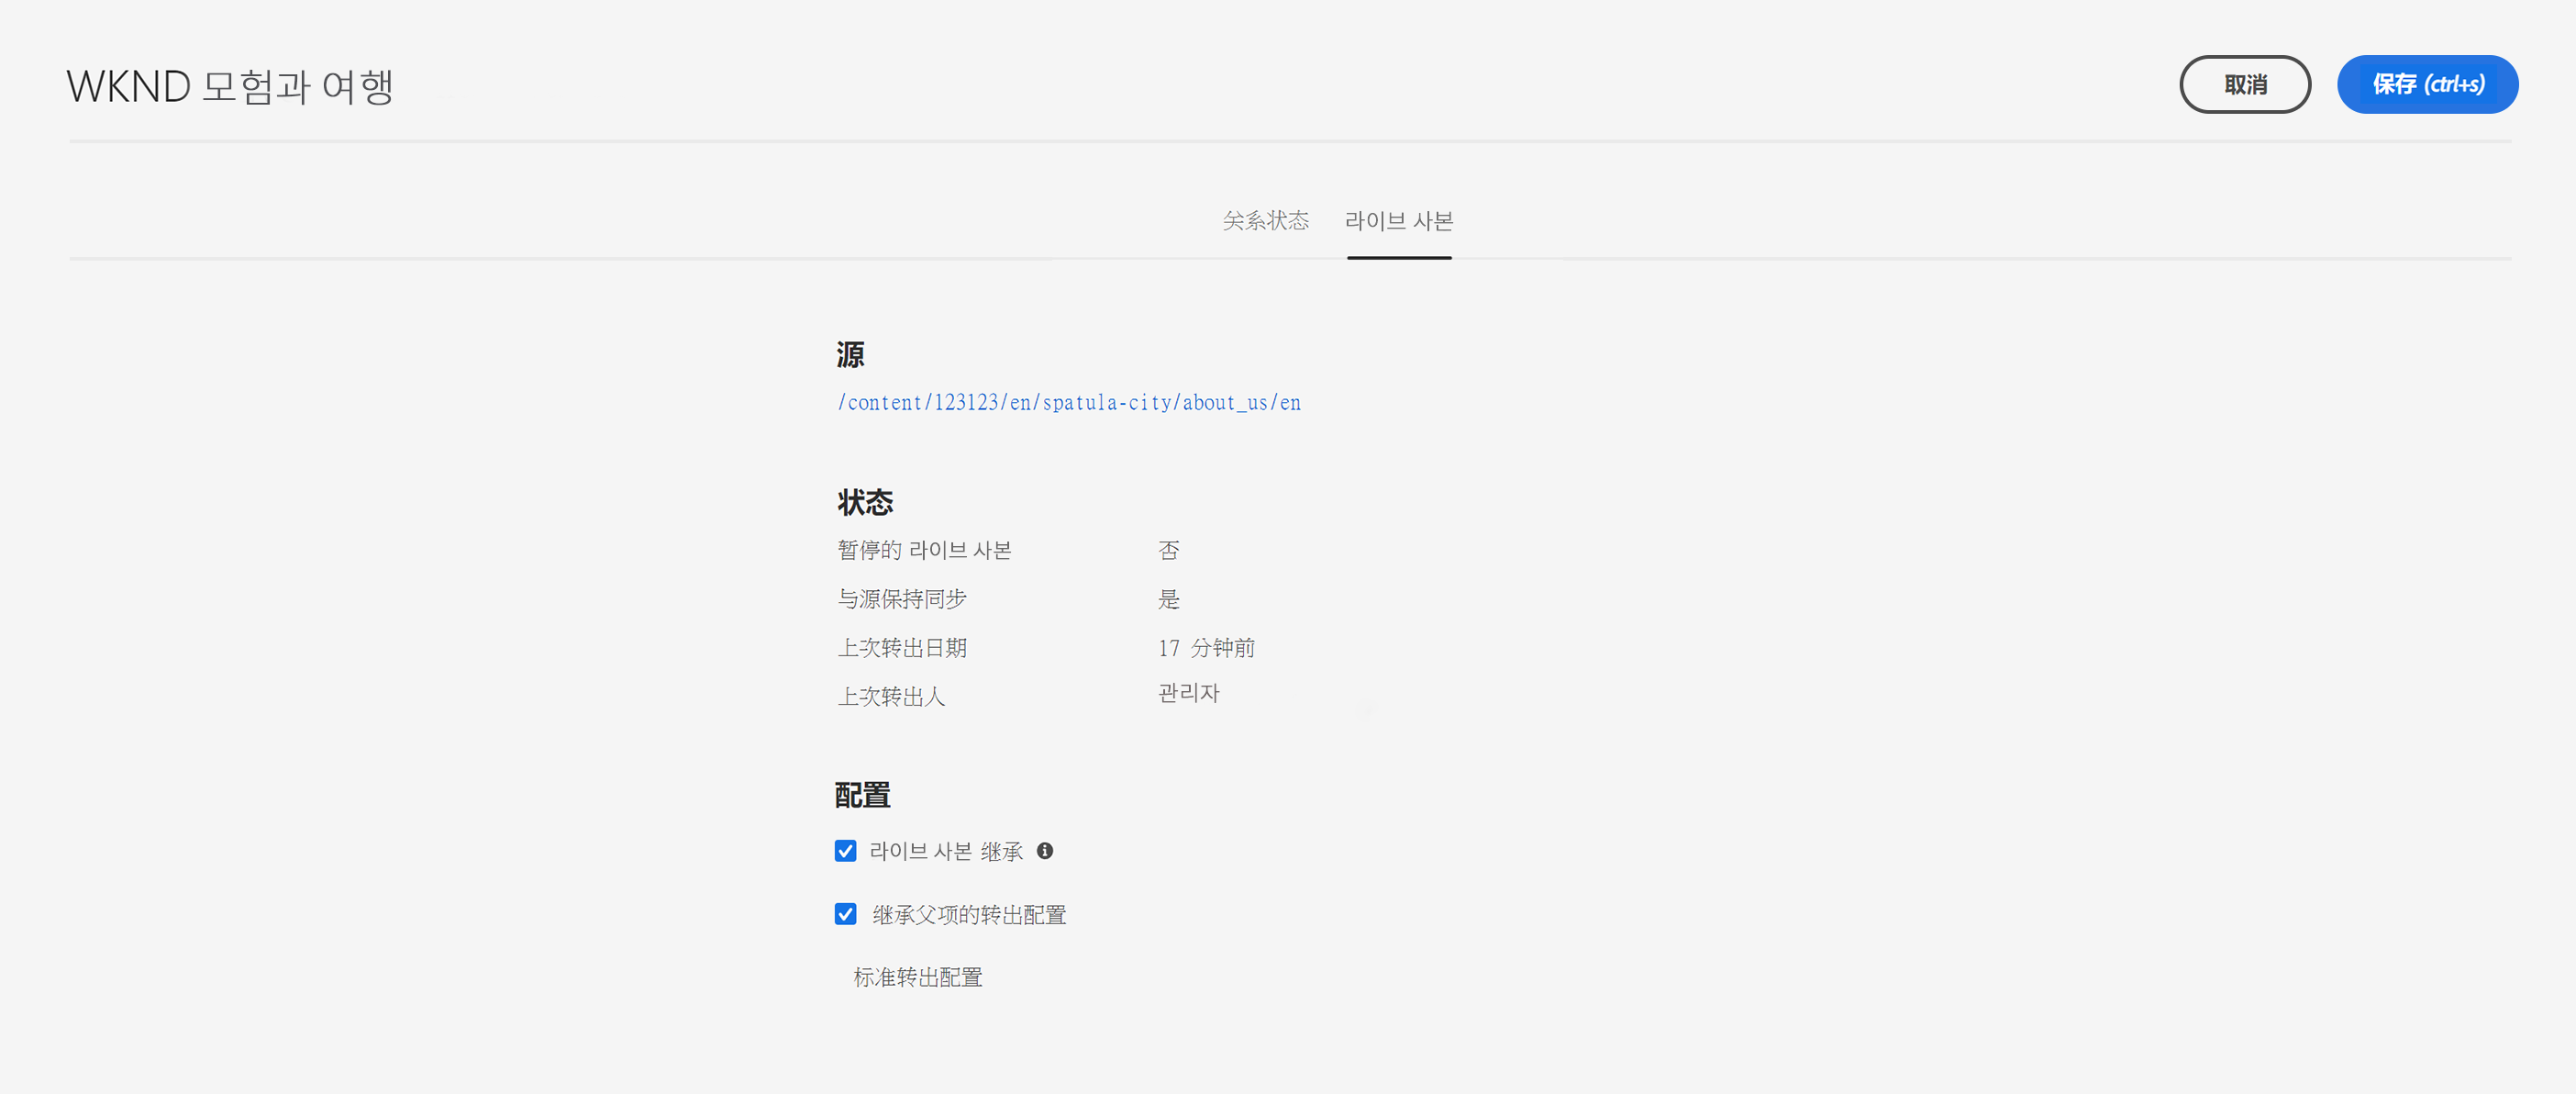 WKND 모험과 여행
取消
保存 (ctrl+s)
关系状态
라이브 사본
源
/content/123123/en/spatula-city/about_us/en
状态
暂停的 라이브 사본 否
与源保持同步 是
上次转出日期 17 分钟前
上次转出人 관리자
配置
라이브 사본 继承
继承父项的转出配置
标准转出配置